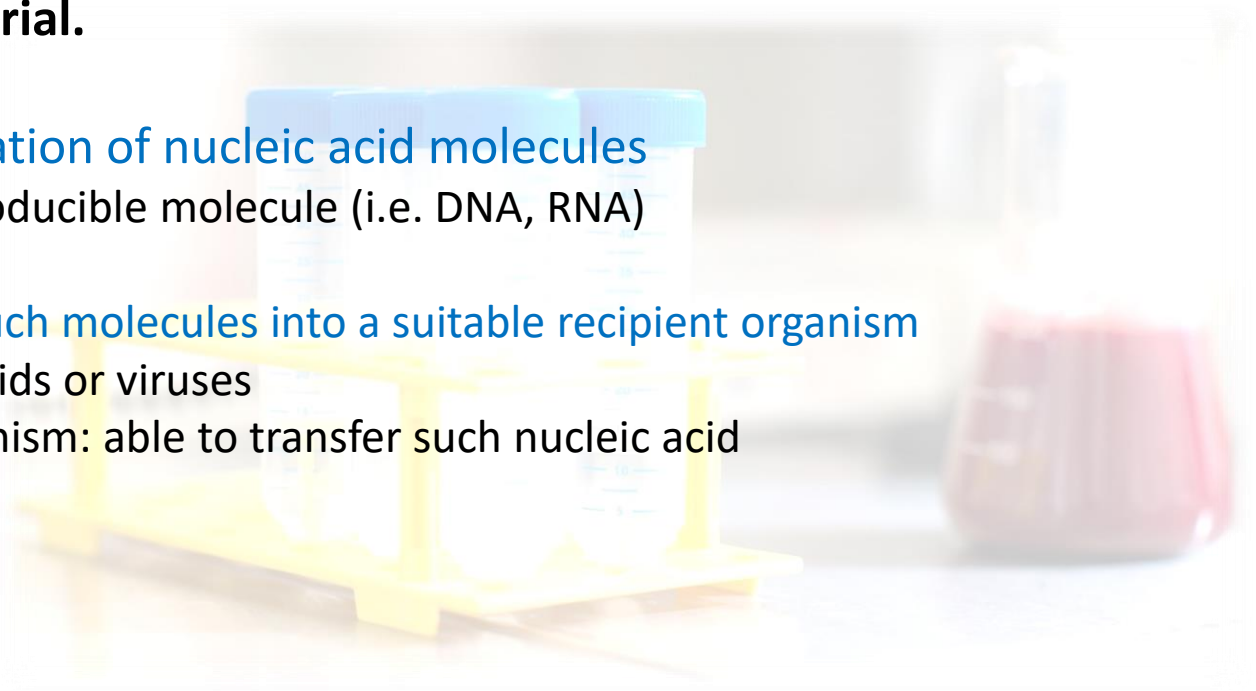 rial.
ation of nucleic acid molecules
oducible molecule (i.e. DNA, RNA)
uch molecules into a suitable recipient organism
ids or viruses
nism: able to transfer such nucleic acid